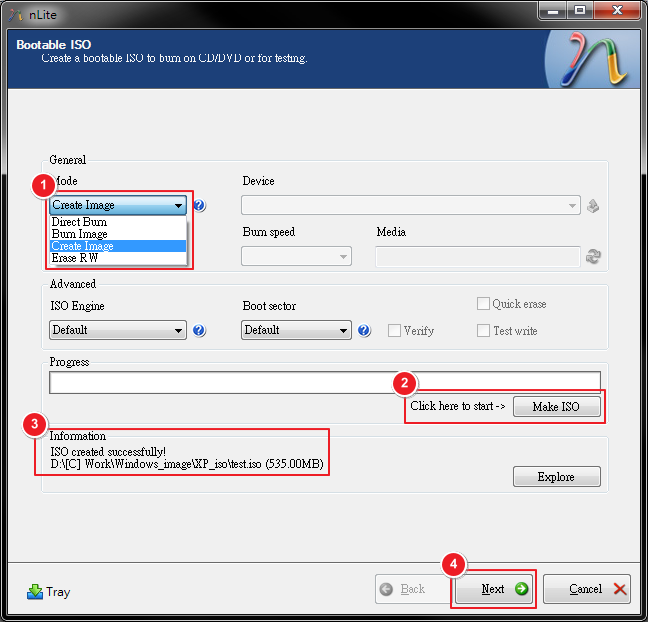 nLite
Bootable ISO
Create a bootable ISO to burn on CD/DVD or for testing.
General
1
Mode
Device
Create Image
Direct Burn
Burn Image
Create Image
Erase RW
Burn speed
Media
Advanced
ISO Engine
Boot sector
Quick erase
Default
Default
Verify
Test write
Progress
2
Click here to start ->
Make ISO
3
Information
ISO created successfully!
D:\[C] Work\Windows_image\XP_iso\test.iso (535.00MB)
Explore
4
Tray
Back
Next
Cancel